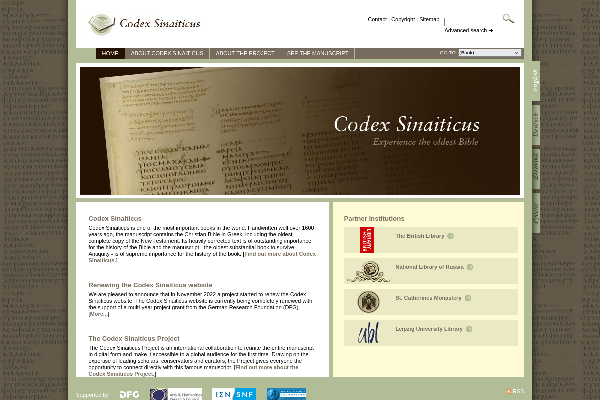 Codex Sinaiticus
Contact | Copyright | Sitemap
Advanced search
HOME
ABOUT CODEX SINAITICUS
ABOUT THE PROJECT
SEE THE MANUSCRIPT
GO TO
English
Deutsch
Codex Sinaiticus
Experience the oldest Bible
Codex Sinaiticus
Codex Sinaiticus is one of the most important books in the world. Handwritten well over 1600
years ago, the manuscript contains the Christian Bible in Greek, including the oldest
complete copy of the New Testament. Its heavily corrected text is of outstanding importance
for the history of the Bible and the manuscript - the oldest substantial book to survive
Antiquity - is of supreme importance for the history of the book. [Find out more about Codex
Sinaiticus.]
Renewing the Codex Sinaiticus website
We are pleased to announce that in November 2022 a project started to renew the Codex
Sinaiticus website. The Codex Sinaiticus website is currently being completely renewed with
the support of a multi-year project grant from the German Research Foundation (DFG).
[More...]
The Codex Sinaiticus Project
The Codex Sinaiticus Project is an international collaboration to reunite the entire manuscript
in digital form and make it accessible to a global audience for the first time. Drawing on the
expertise of leading scholars, conservators and curators, the Project gives everyone the
opportunity to connect directly with this famous manuscript. [Find out more about the
Codex Sinaiticus Project.]
Partner Institutions
BRITISH LIBRARY
The British Library
National Library of Russia
St. Catherines Monastery
ubl
Leipzig University Library
Supported by
DFG
Arts & Humanities
Research Council
SNF
RSS